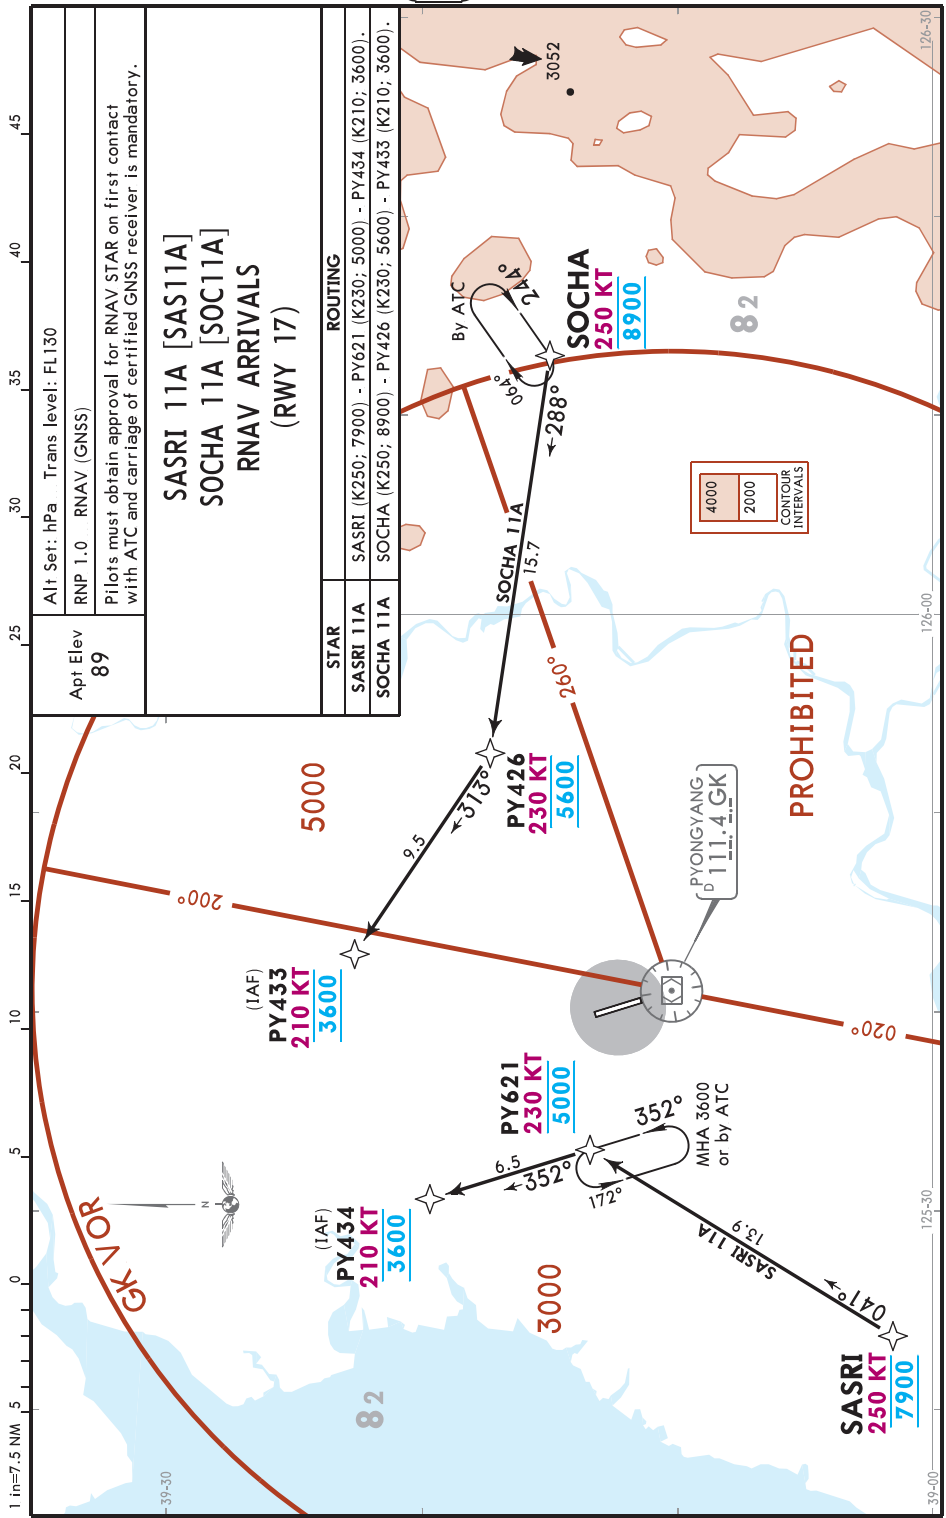 1 in=7.5 NM 5 0 5 10 15 20 25 30 35 40 45
Apt Elev
89
Alt Set: hPa Trans level: FL130
RNP 1.0 RNAV (GNSS)
Pilots must obtain approval for RNAV STAR on first contact
with ATC and carriage of certified GNSS receiver is mandatory.
SASRI 11A [SAS11A]
SOCHA 11A [SOC11A]
RNAV ARRIVALS
(RWY 17)
STAR ROUTING
SASRI 11A SASRI (K250; 7900) - PY621 (K230; 5000) - PY434 (K210; 3600).
SOCHA 11A SOCHA (K250; 8900) - PY426 (K230; 5600) - PY433 (K210; 3600).
GK VOR
39-30
N
200°
5000
(IAF)
PY433
210 KT
3600
(IAF)
PY434
210 KT
3600
82
9.5
313°
PY426
230 KT
5600
SOCHA 11A
15.7
288°
By ATC
064°
244°
SOCHA
250 KT
8900
3052
3000
6.5
352°
PY621
230 KT
5000
172°
352°
MHA 3600
or by ATC
260°
82
4000
2000
CONTOUR
INTERVALS
SASRI 11A
13.9
041°
SASRI
250 KT
7900
PYONGYANG
D 111.4 GK
PROHIBITED
020°
39-00
125-30
126-00
126-30